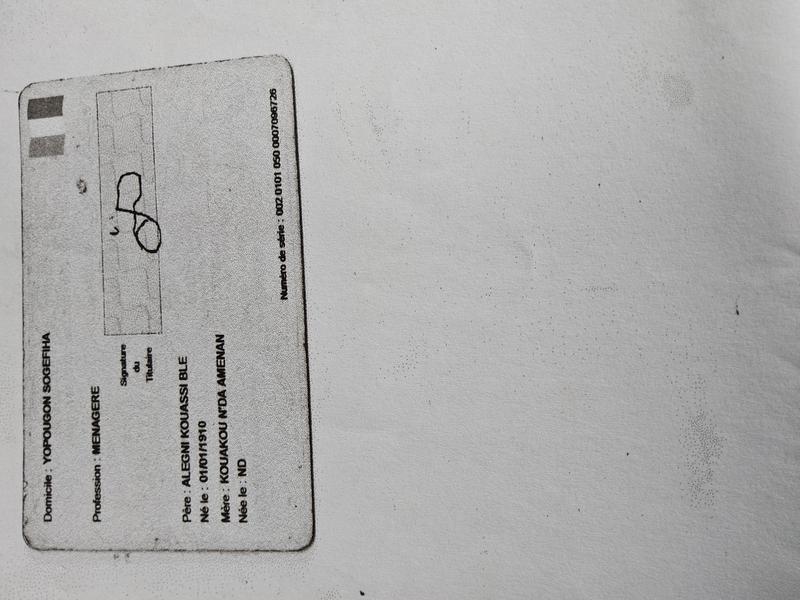 Domicile : YOPOUGON SOGEFIHA
Profession : MENAGERE
Signature
du
Titulaire
Père : ALEGNI KOUASSI BLE
Né le : 01/01/1910
Mère : KOUAKOU N'DA AMENAN
Née le : ND
Numéro de série : 002 0101 050 0007096726